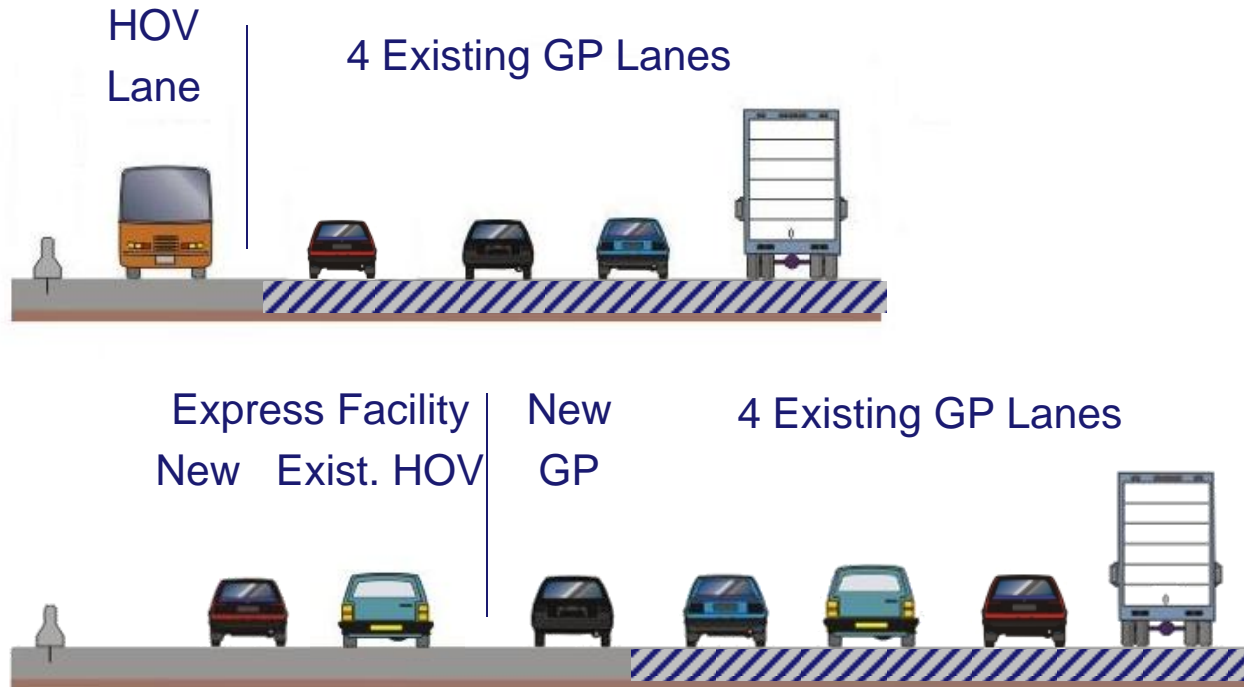 HOV
Lane
4 Existing GP Lanes
Express Facility
New Exist. HOV
New
GP
4 Existing GP Lanes